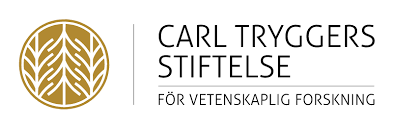 CARL TRYGGERS
STIFTELSE
FÖR VETENSKAPLIG FORSKNING